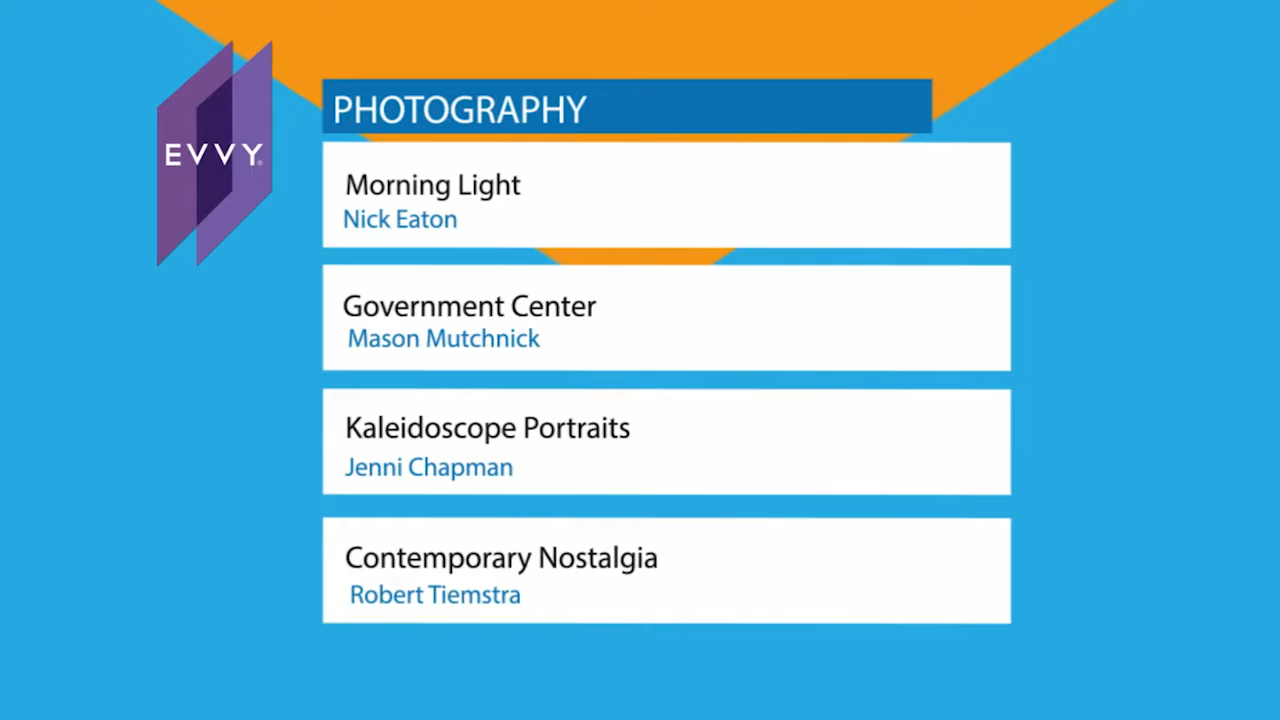 EVVY®
PHOTOGRAPHY
Morning Light
Nick Eaton
Government Center
Mason Mutchnick
Kaleidoscope Portraits
Jenni Chapman
Contemporary Nostalgia
Robert Tiemstra